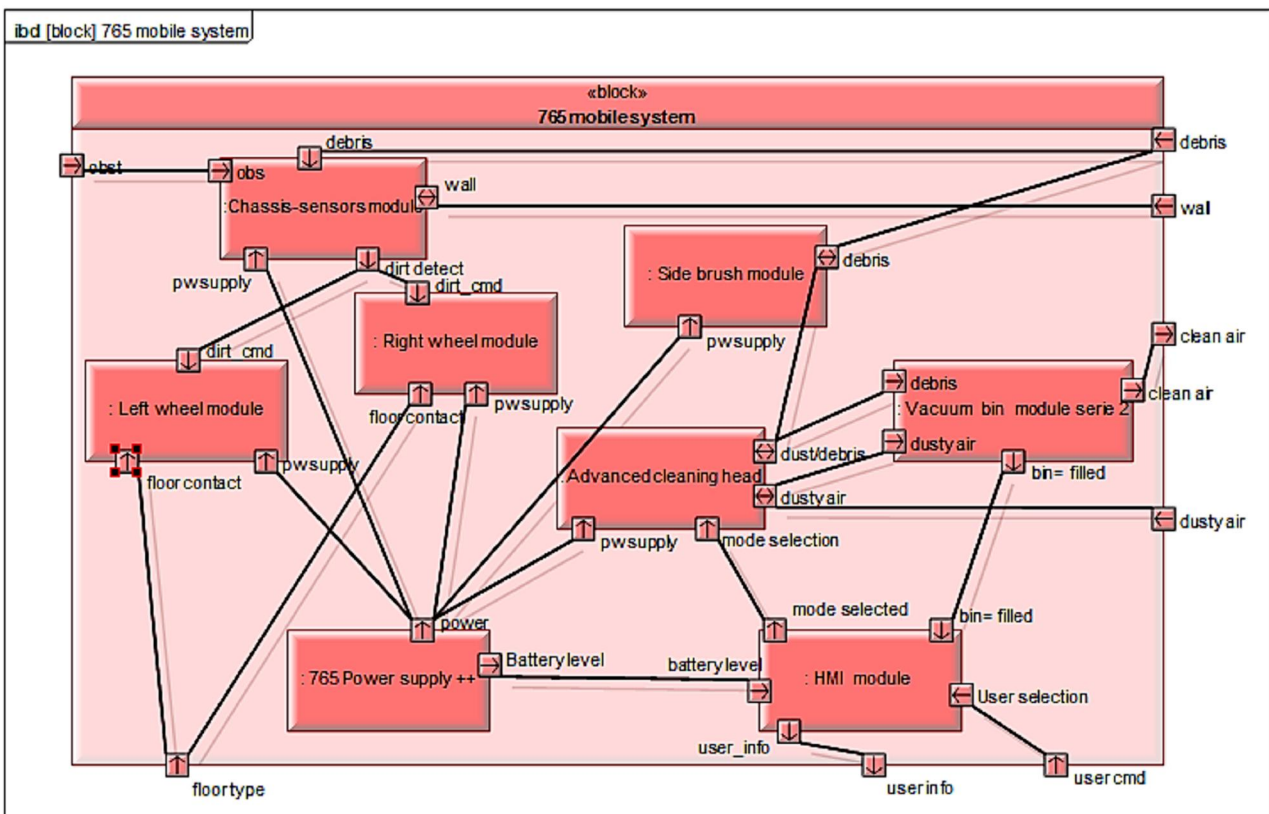 ibd [block] 765 mobile system
«block»
765 mobile system
debris
debris
obst
obs
wall
:Chassis-sensors module
wall
debris
: Side brush module
dirt detect
pwsupply
dirt_cmd
: Right wheel module
pwsupply
clean air
dirt_cmd
debris
clean air
floor contact
pwsupply
: Left wheel module
: Vacuum bin module serie 2
dust/debris
dusty air
pwsupply
bin= filled
: Advanced cleaning head
floor contact
dusty air
dusty air
pwsupply
mode selection
mode selected
bin= filled
power
Battery level
battery level
: 765 Power supply ++
: HMI module
User selection
user_info
user cmd
floor type
user info